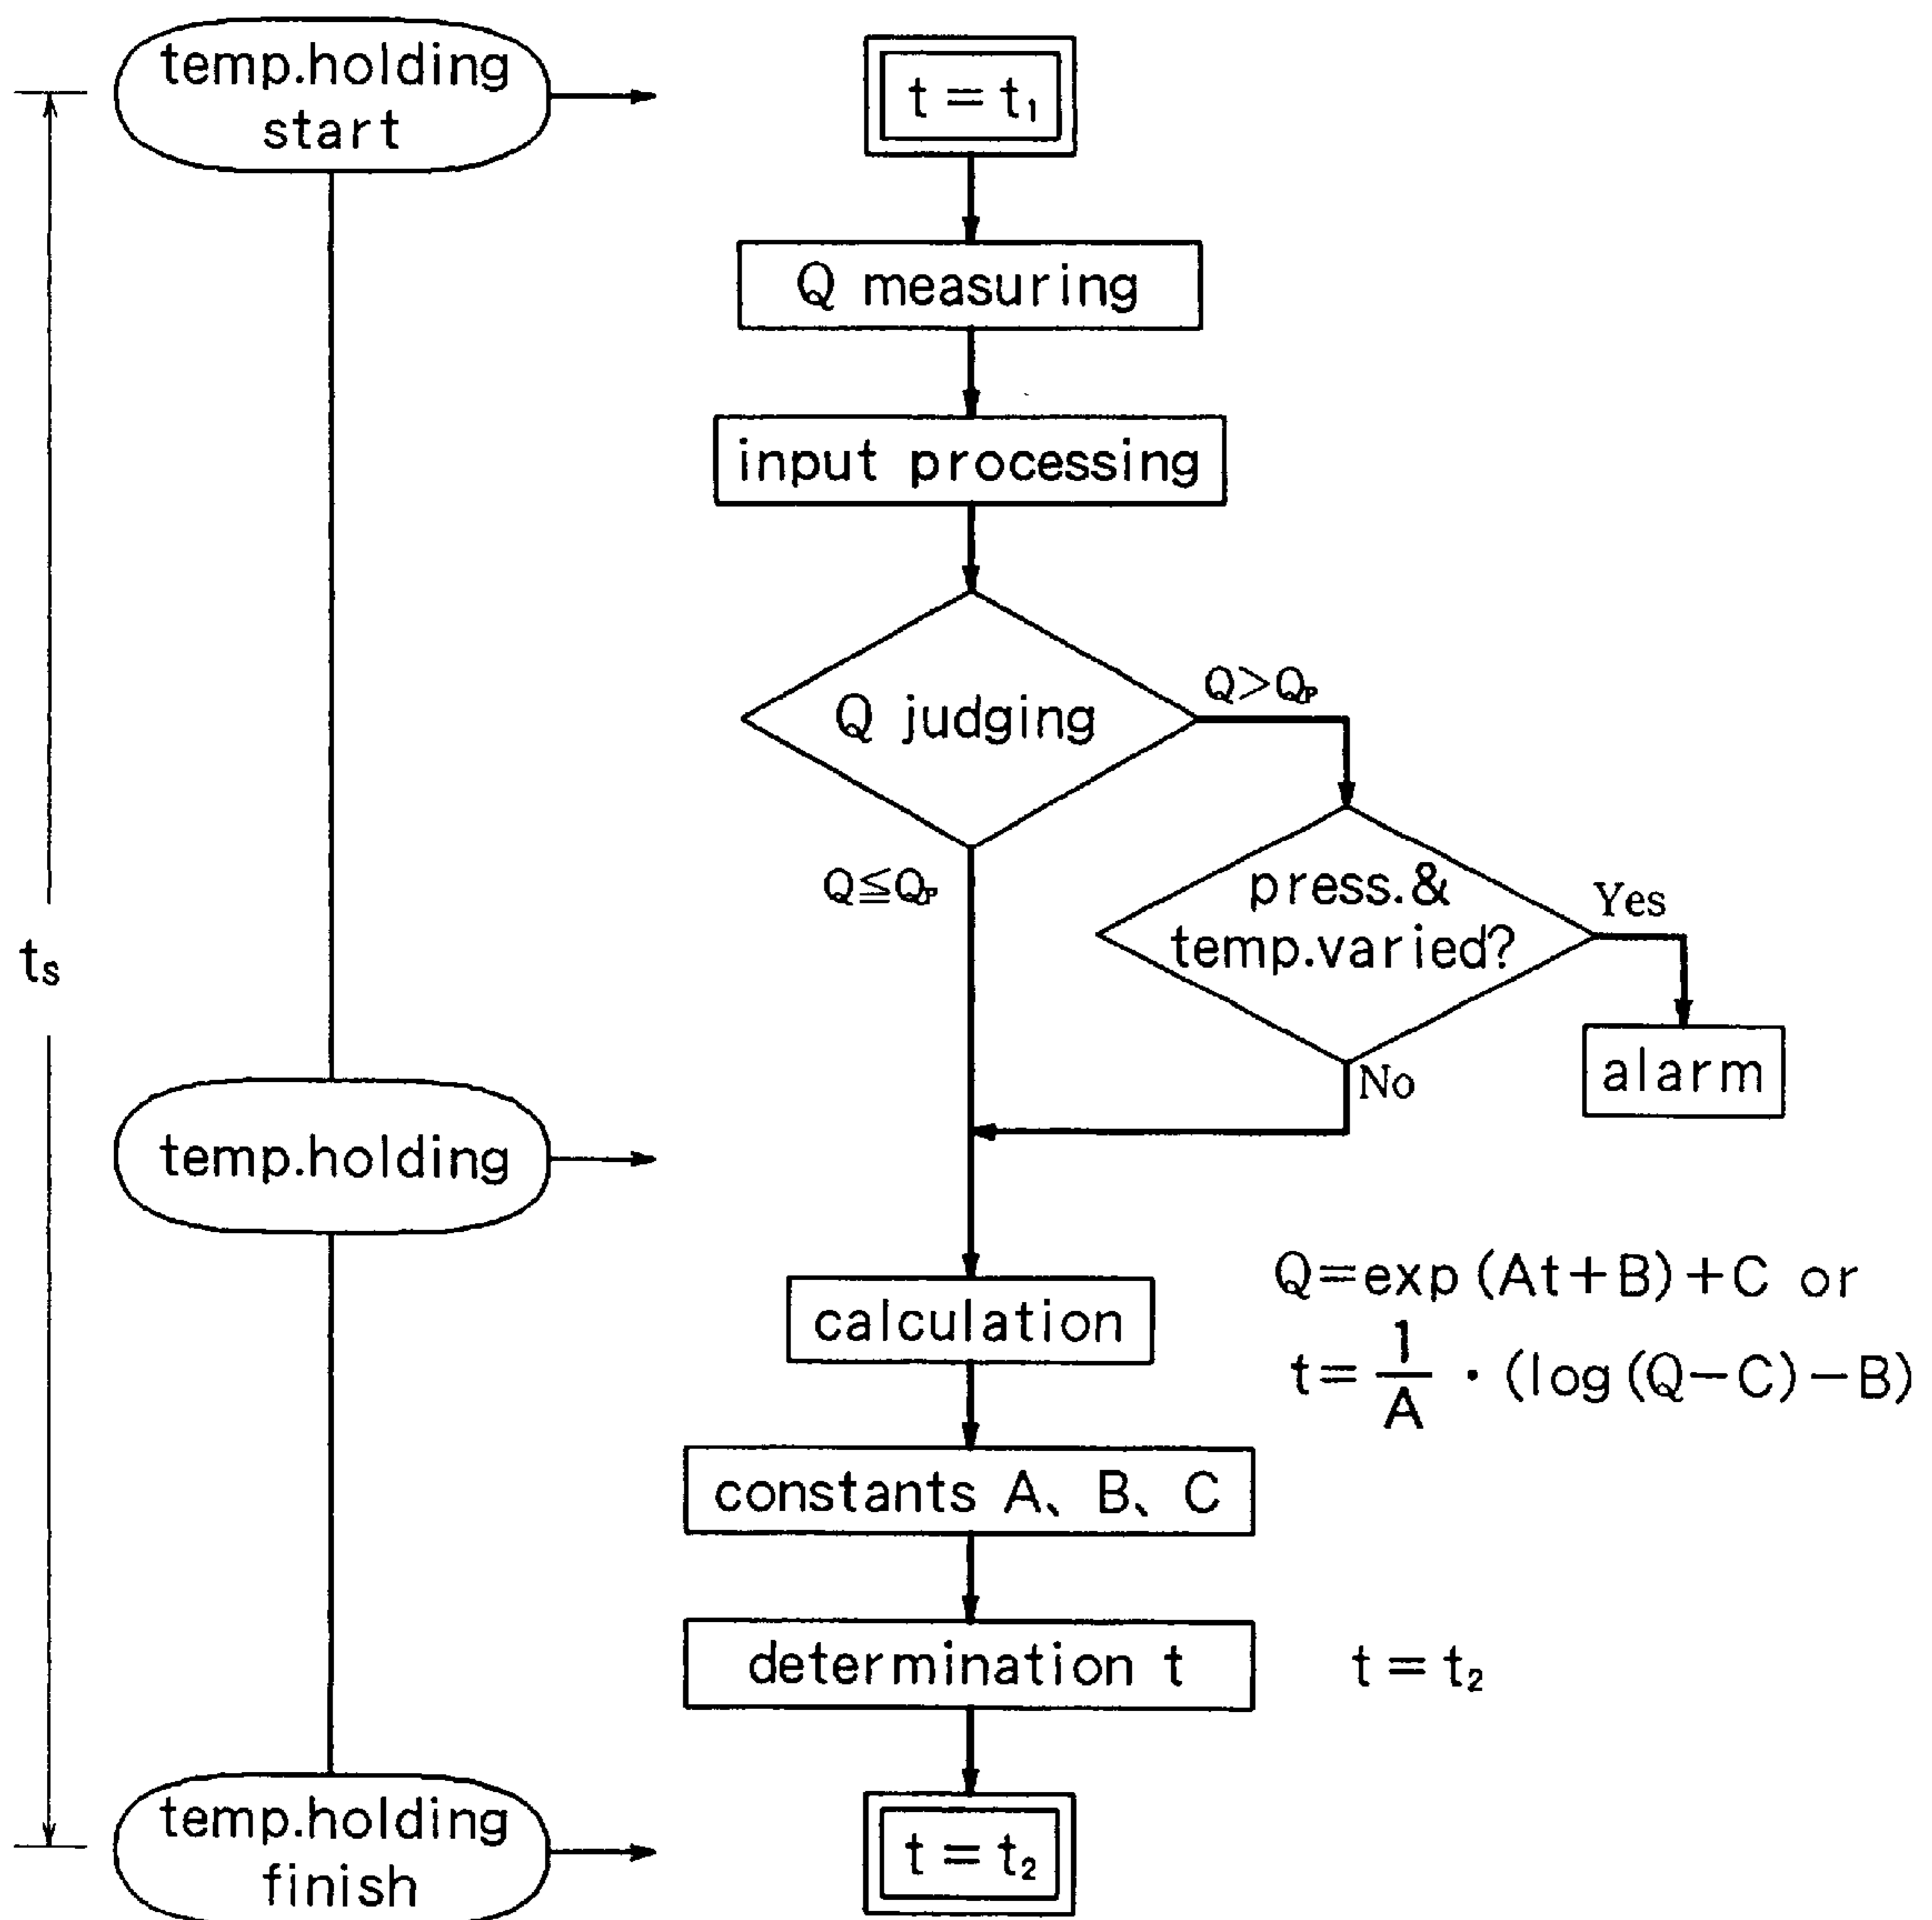 temp.holding
start
t=t₁
Q measuring
input processing
Q judging
Q>Qₚ
Q≦Qₚ
press.&
temp.varied?
Yes
ts
No
alarm
temp.holding
Q=exp(At+B)+C or
calculation
t=1/A・(log(Q−C)−B)
constants A、B、C
determination t
t=t₂
temp.holding
finish
t=t₂